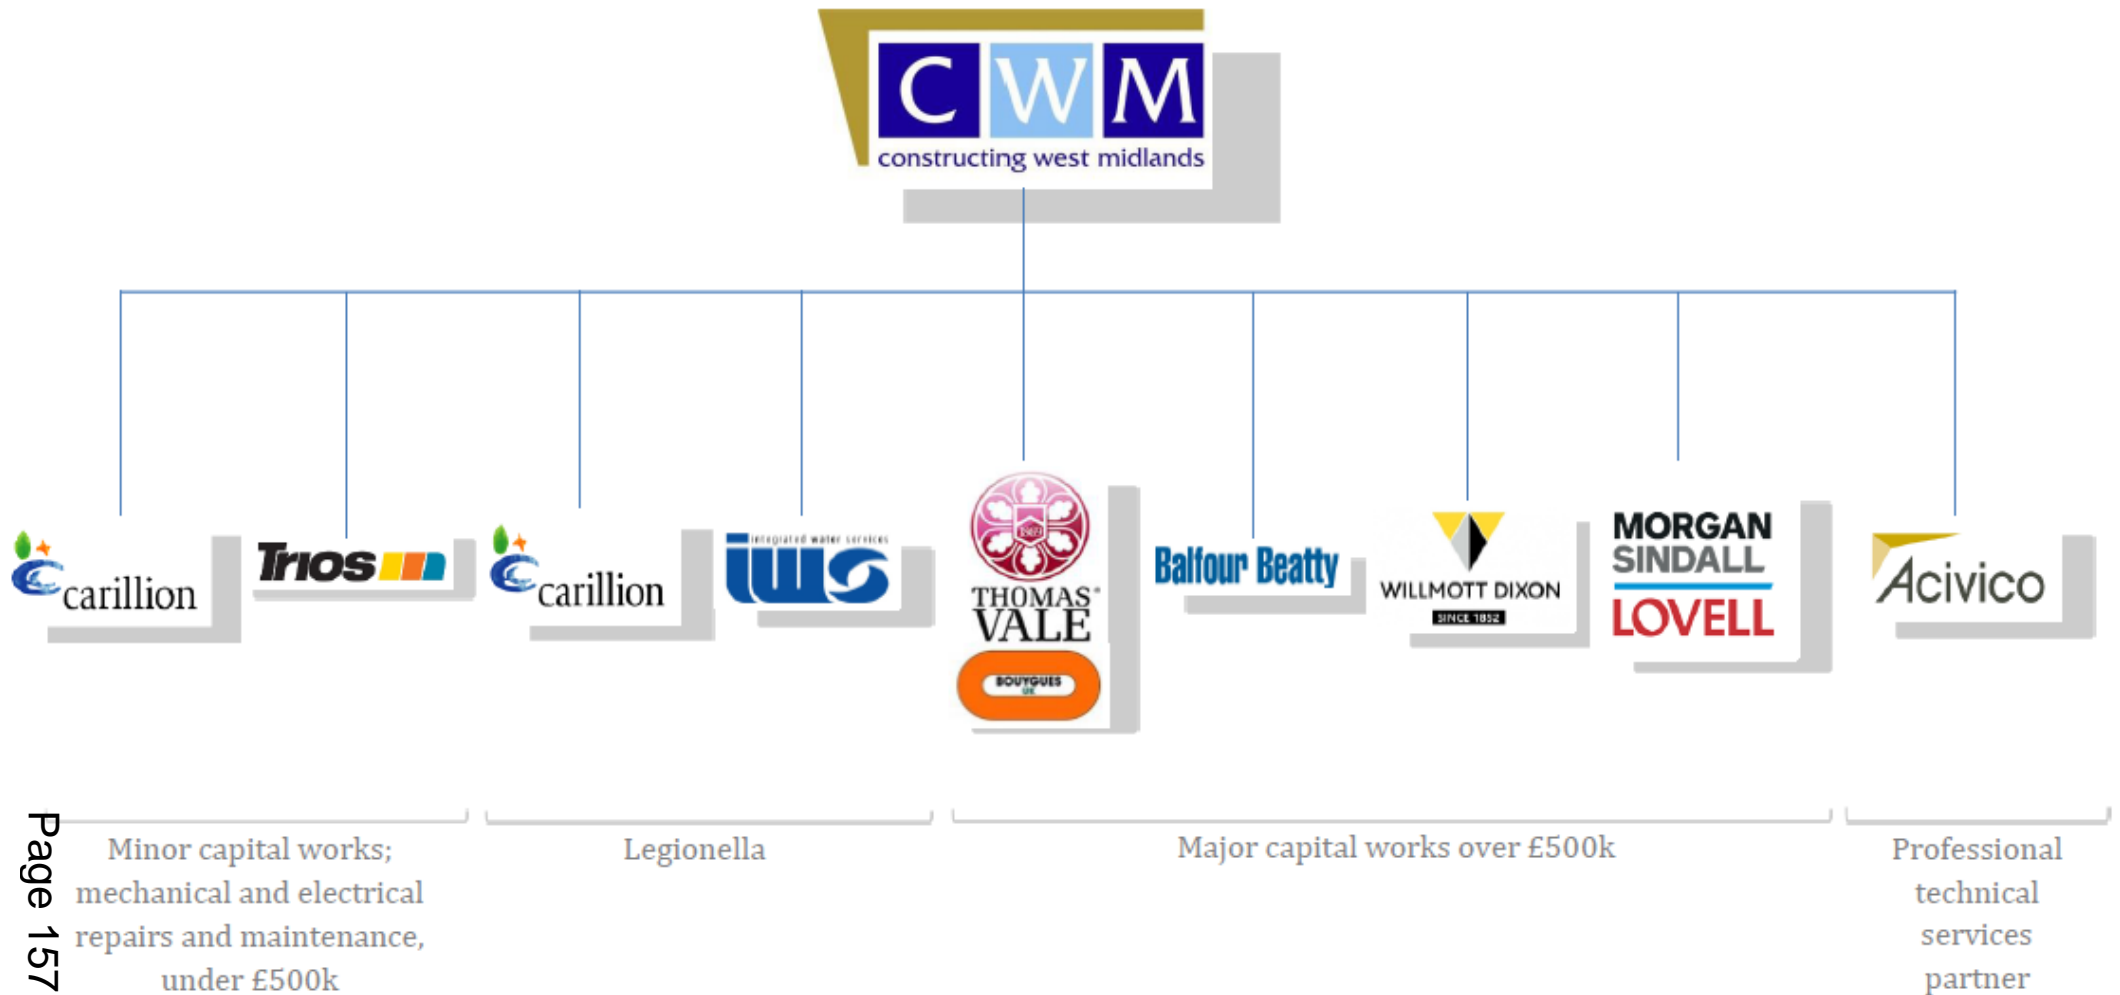 C W M
constructing west midlands
carillion
Trios
carillion
integrated water services
iws
THOMAS
VALE
BOUYGUES
UK
Balfour Beatty
WILLMOTT DIXON
SINCE 1852
MORGAN
SINDALL
LOVELL
Acivico
Minor capital works;
mechanical and electrical
repairs and maintenance,
under £500k
Legionella
Major capital works over £500k
Professional
technical
services
partner
Page 157